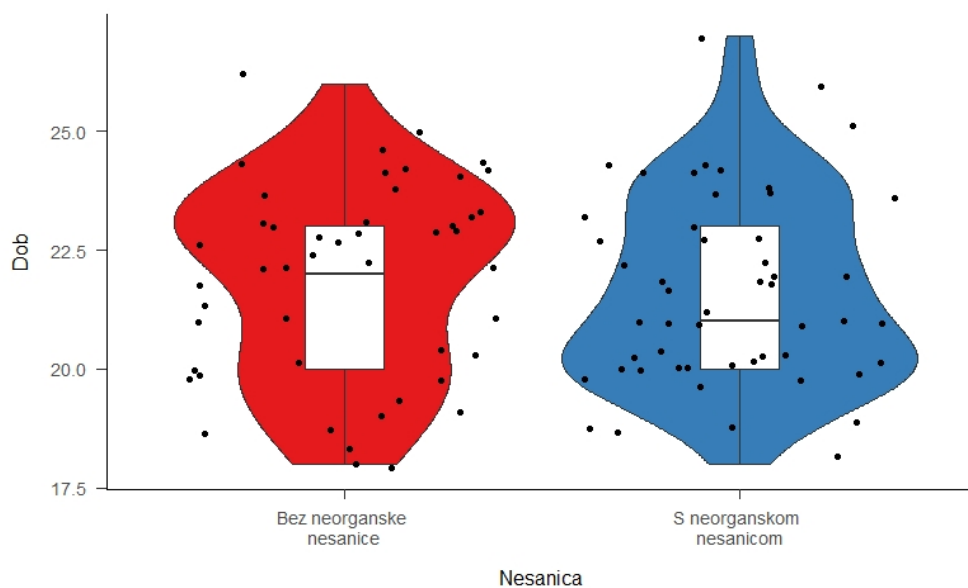 25.0
22.5
20.0
17.5
Dob
Bez neorganske
nesanice
S neorganskom
nesanicom
Nesanica